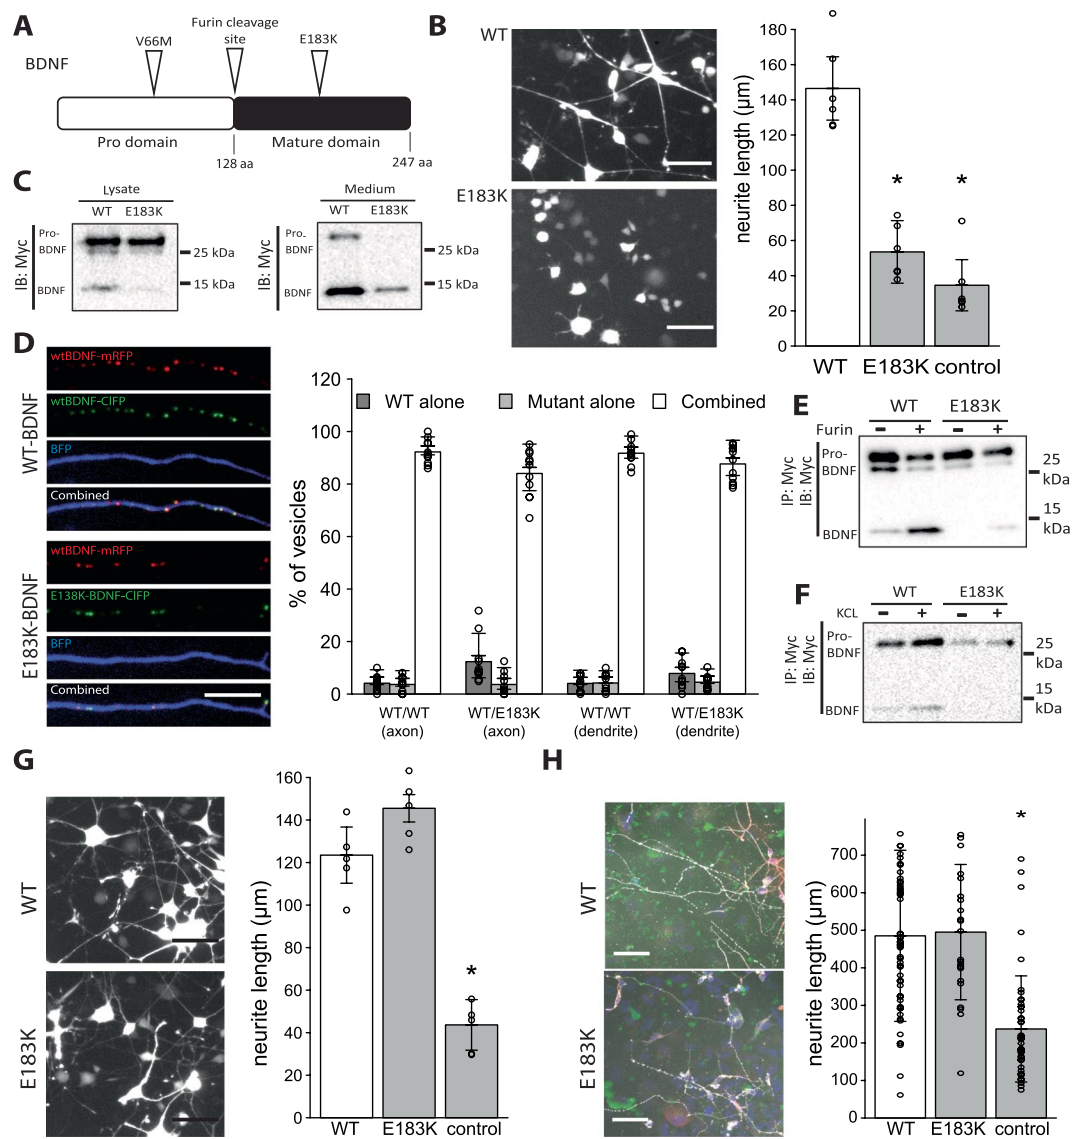 A
BDNF
V66M
Furin cleavage
site
E183K
Pro domain
Mature domain
128 aa
247 aa
B
WT
E183K
neurite length (µm)
180
160
140
120
100
80
60
40
20
0
*
*
WT
E183K
control
C
Lysate
WT E183K
IB: Myc
Pro-
BDNF
BDNF
25 kDa
15 kDa
Medium
WT E183K
IB: Myc
Pro-
BDNF
BDNF
25 kDa
15 kDa
D
WT-BDNF
wtBDNF-mRFP
wtBDNF-ClFP
BFP
Combined
E183K-BDNF
wtBDNF-mRFP
E138K-BDNF-ClFP
BFP
Combined
% of vesicles
120
100
80
60
40
20
0
WT alone
Mutant alone
Combined
WT/WT
(axon)
WT/E183K
(axon)
WT/WT
(dendrite)
WT/E183K
(dendrite)
E
WT E183K
Furin - + - +
IP: Myc
IB: Myc
Pro-
BDNF
BDNF
25
kDa
15
kDa
F
WT E183K
KCL - + - +
IP: Myc
IB: Myc
Pro-
BDNF
BDNF
25
kDa
15
kDa
G
WT
E183K
neurite length (µm)
160
140
120
100
80
60
40
20
0
*
WT
E183K
control
H
WT
E183K
neurite length (µm)
700
600
500
400
300
200
100
0
*
WT
E183K
control